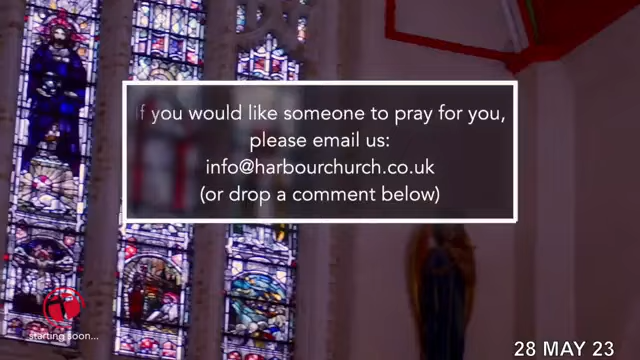 If you would like someone to pray for you,
please email us:
info@harbourchurch.co.uk
(or drop a comment below)
starting soon...
28 MAY 23